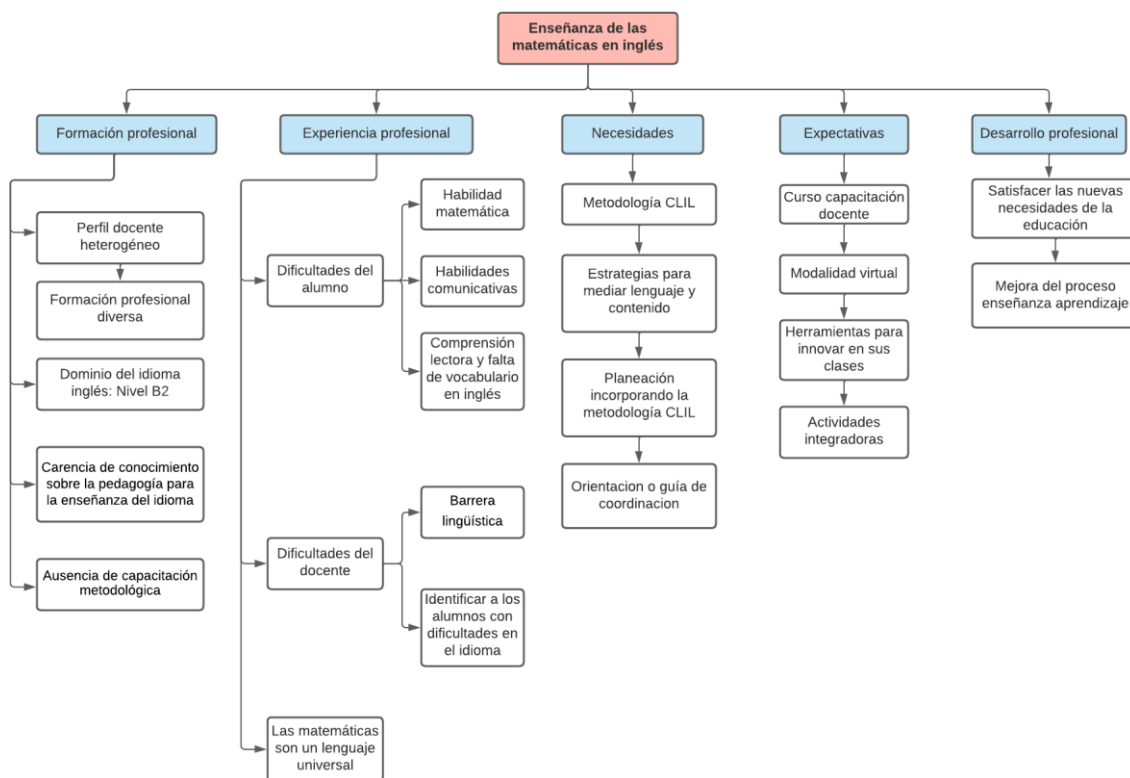 Enseñanza de las
matemáticas en inglés
Formación profesional
Experiencia profesional
Necesidades
Expectativas
Desarrollo profesional
Perfil docente
heterogéneo
Formación profesional
diversa
Dominio del idioma
inglés: Nivel B2
Carencia de conocimiento
sobre la pedagogía para
la enseñanza del idioma
Ausencia de capacitación
metodológica
Dificultades del
alumno
Habilidad
matemática
Habilidades
comunicativas
Comprensión
lectora y falta
de vocabulario
en inglés
Dificultades del
docente
Barrera
lingüística
Identificar a los
alumnos con
dificultades en
el idioma
Las matemáticas
son un lenguaje
universal
Metodología CLIL
Estrategias para
mediar lenguaje y
contenido
Planeación
incorporando la
metodología CLIL
Orientacion o guía de
coordinacion
Curso capacitación
docente
Modalidad virtual
Herramientas para
innovar en sus
clases
Actividades
integradoras
Satisfacer las nuevas
necesidades de la
educación
Mejora del proceso
enseñanza aprendizaje